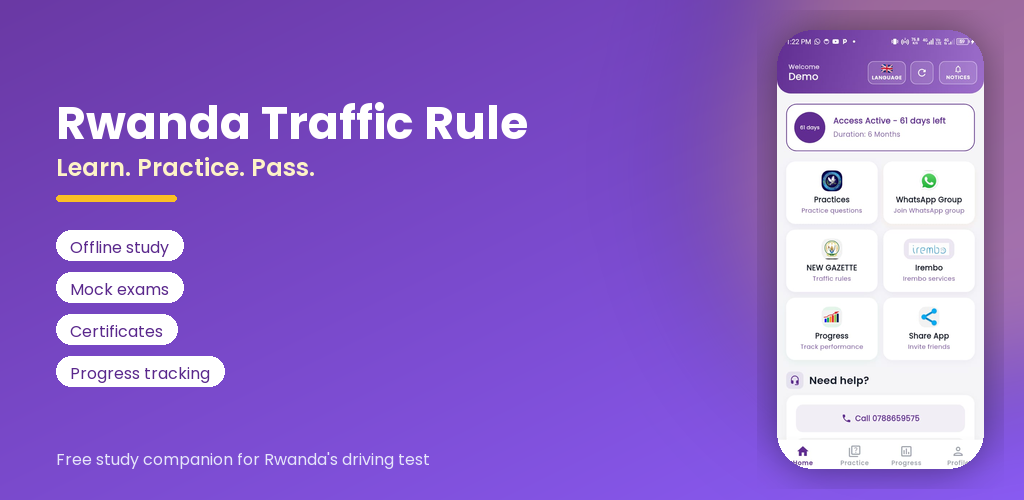 Rwanda Traffic Rule
Learn. Practice. Pass.
Offline study
Mock exams
Certificates
Progress tracking
Free study companion for Rwanda's driving test
:22 PM
Welcome
Demo
LANGUAGE
NOTICES
61 days
Access Active - 61 days left
Duration: 6 Months
Practices
Practice questions
WhatsApp Group
Join WhatsApp group
NEW GAZETTE
Traffic rules
irembo
Irembo
Irembo services
Progress
Track performance
Share App
Invite friends
Need help?
Call 0788659575
Home
Practice
Progress
Profil